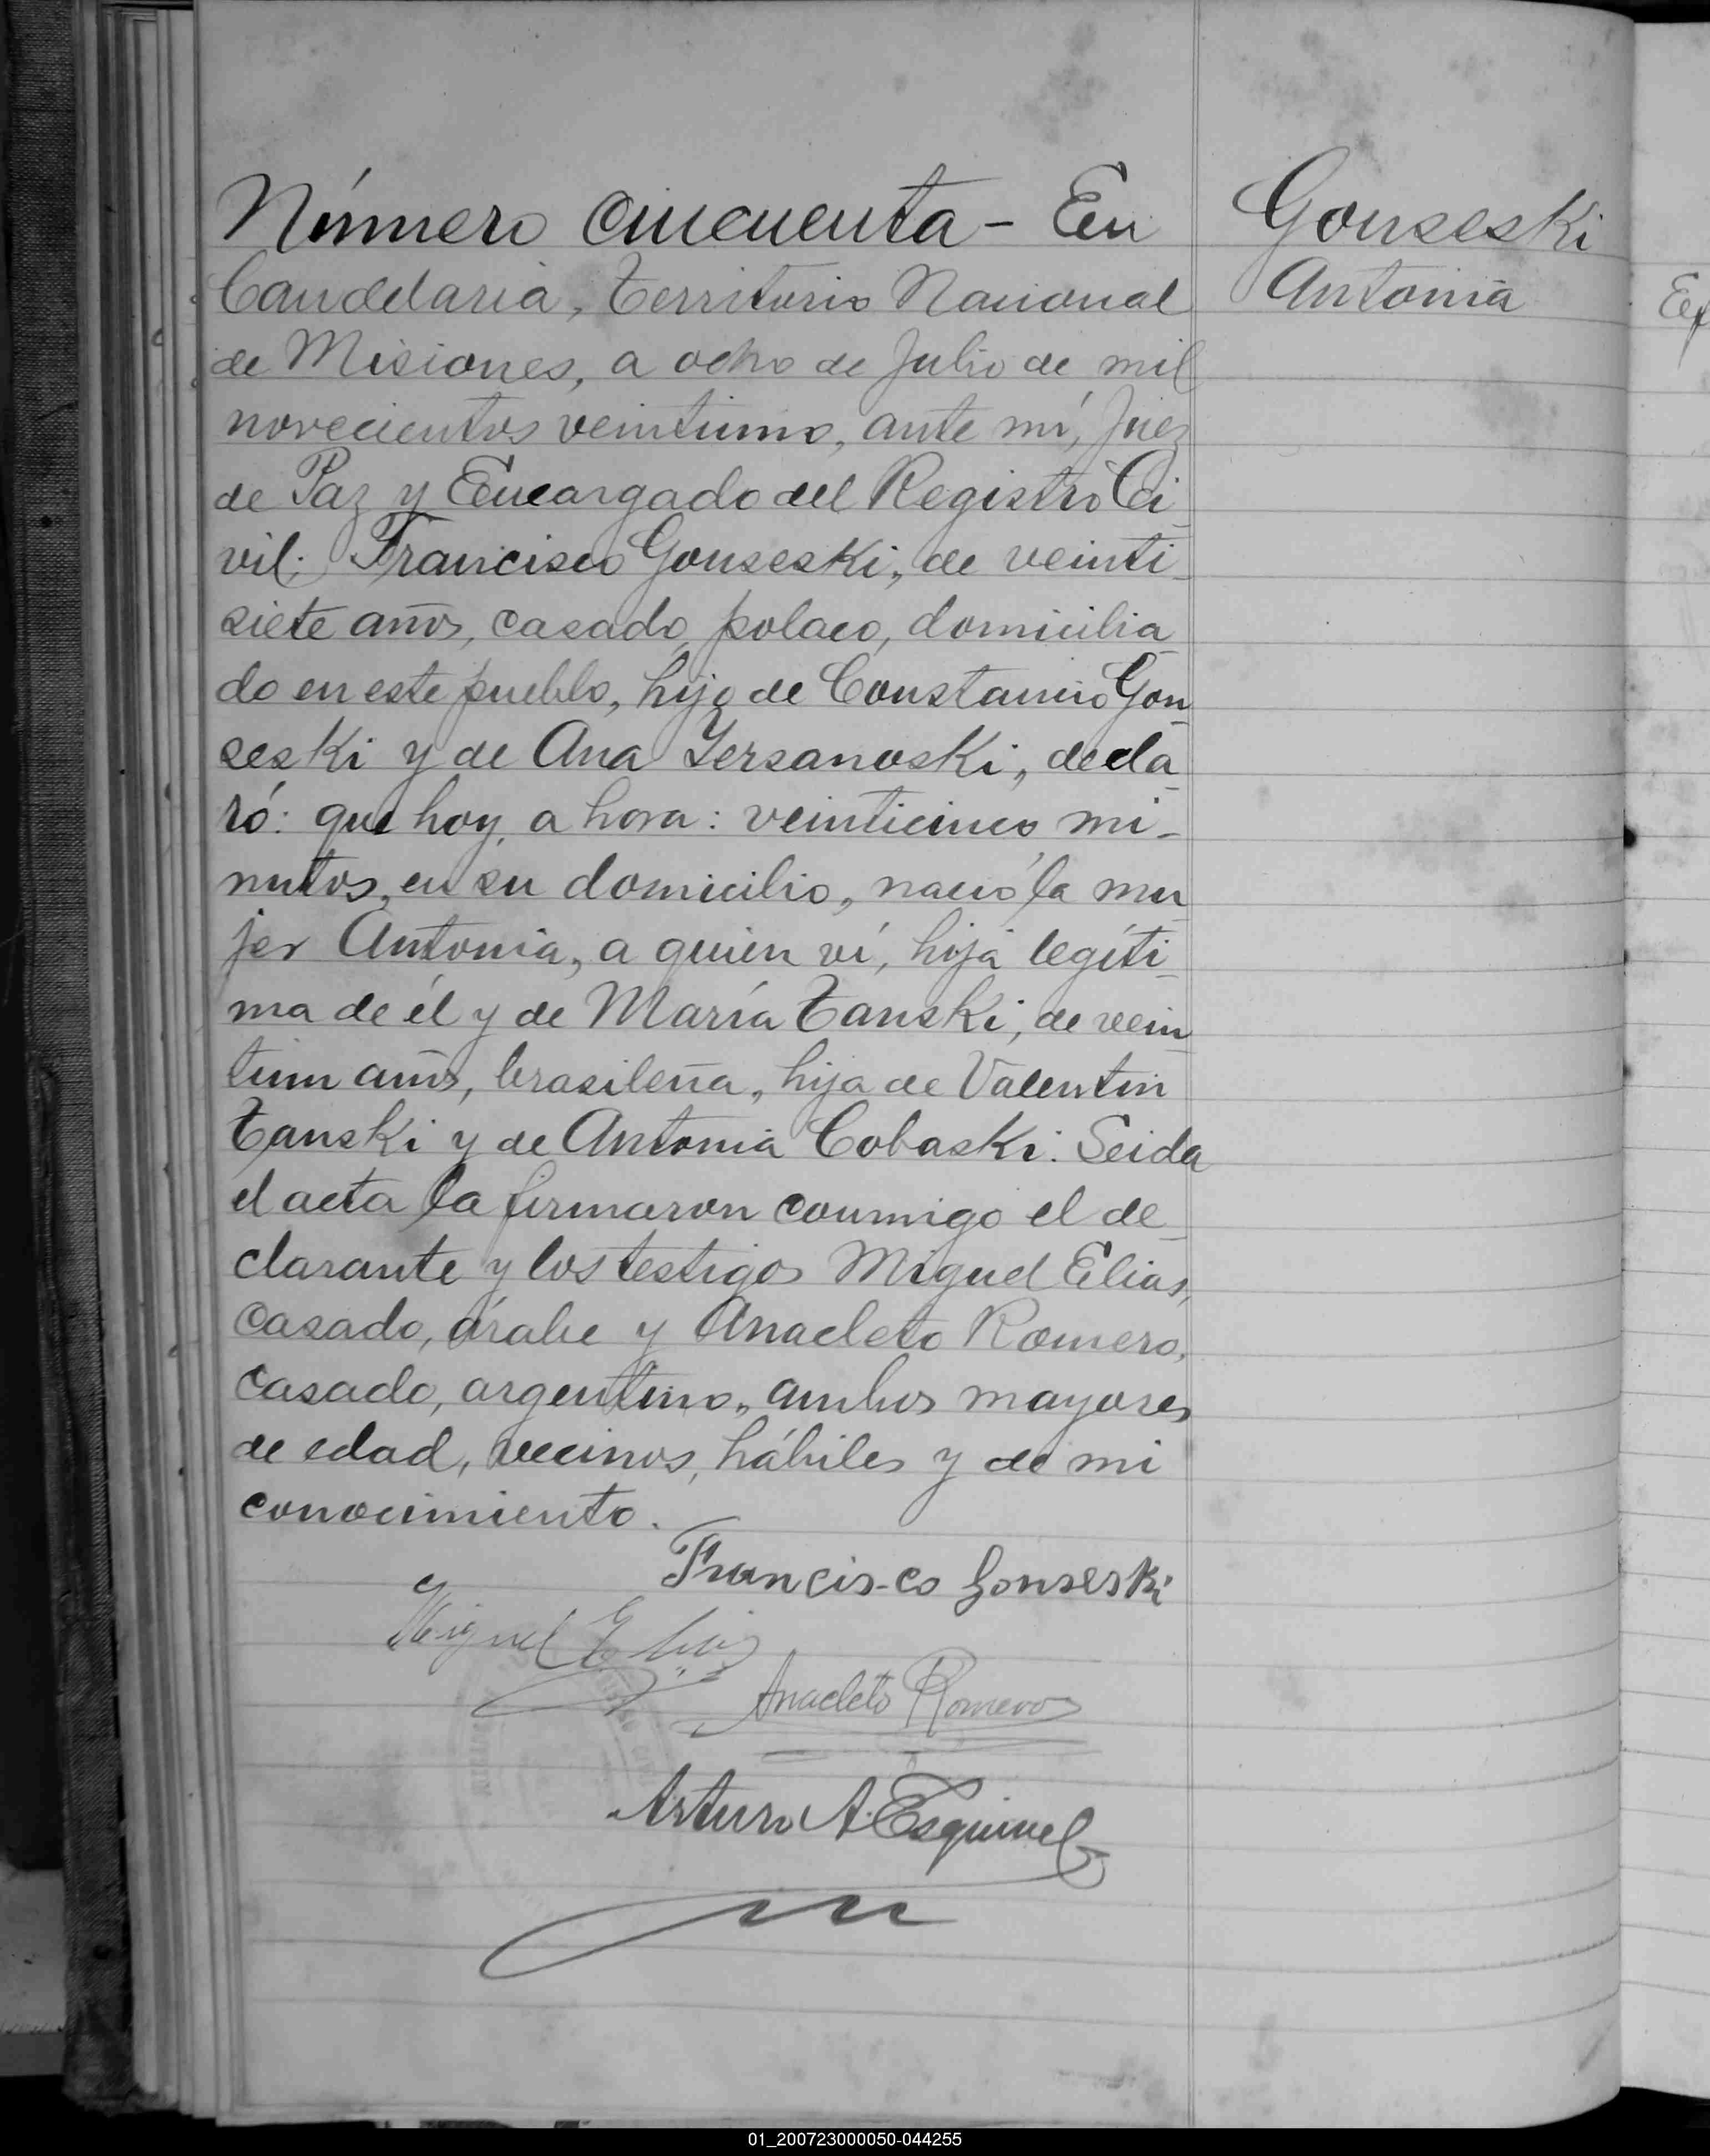 Número cincuenta - En
Candelaria, Territorio Nacional
de Misiones, a ocho de Julio de mil
novecientos veintiuno, ante mí, Juez
de Paz y Encargado del Registro Ci-
vil: Francisco Gonseski, de veinti-
siete años, casado, polaco, domicilia-
do en este pueblo, hijo de Constancio Gon-
seski y de Ana Yersanoski, decla-
ró: que hoy, a hora: veinticinco mi-
nutos, en su domicilio, nació la mu-
jer Antonia, a quien ví, hija legíti-
ma de él y de María Tanski, de vein-
tiun años, brasileña, hija de Valentin
Tanski y de Antonia Cobaski. Leida
el acta la firmaron conmigo el de-
clarante y los testigos Miguel Elias,
casado, árabe y Anacleto Romero,
casado, argentino, ambos mayores
de edad, vecinos, hábiles y de mi
conocimiento.
Francisco Gonseski
Miguel Elias
Anacleto Romero
Arturo A. Esquivel
Gonseski
Antonia
01_200723000050-044255